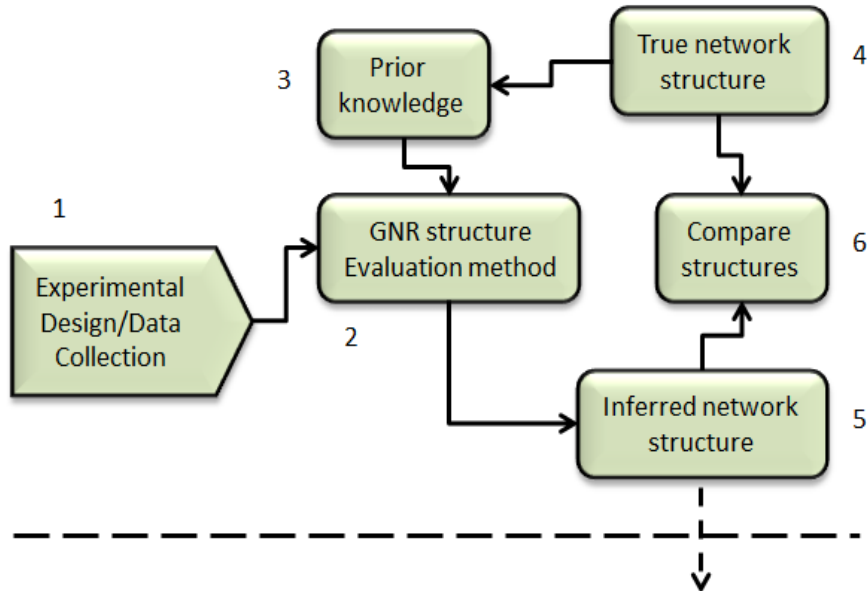 3
Prior
knowledge
True network
structure
4
1
Experimental
Design/Data
Collection
GNR structure
Evaluation method
2
Compare
structures
6
Inferred network
structure
5